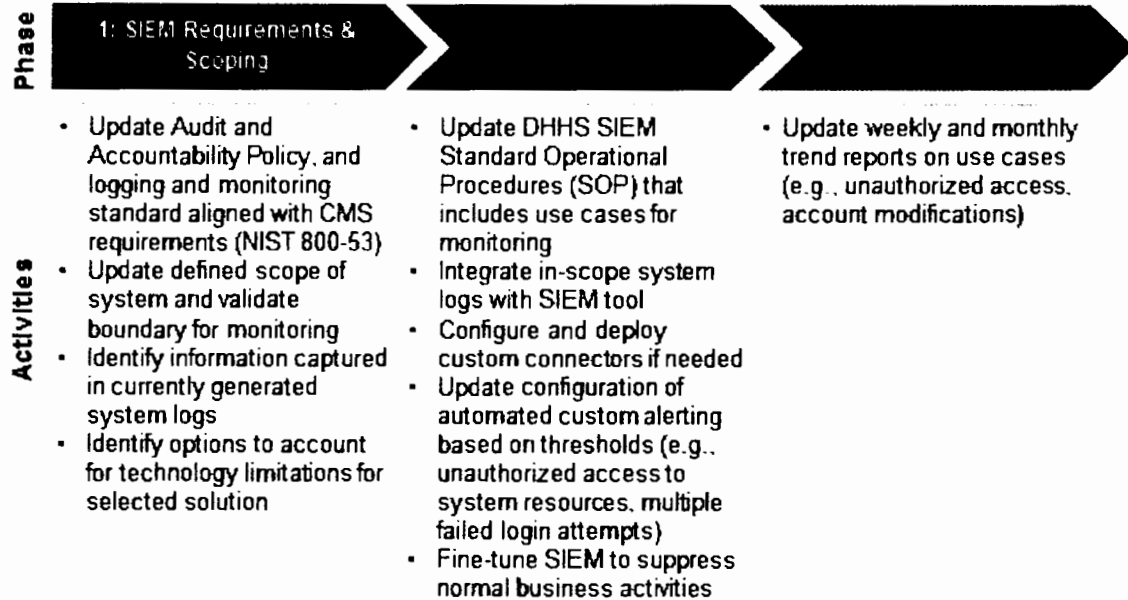 Phase
1: SIEM Requirements &
Scoping
Activities
• Update Audit and
Accountability Policy, and
logging and monitoring
standard aligned with CMS
requirements (NIST 800-53)
• Update defined scope of
system and validate
boundary for monitoring
• Identify information captured
in currently generated
system logs
• Identify options to account
for technology limitations for
selected solution
• Update DHHS SIEM
Standard Operational
Procedures (SOP) that
includes use cases for
monitoring
• Integrate in-scope system
logs with SIEM tool
• Configure and deploy
custom connectors if needed
• Update configuration of
automated custom alerting
based on thresholds (e.g.,
unauthorized access to
system resources, multiple
failed login attempts)
• Fine-tune SIEM to suppress
normal business activities
• Update weekly and monthly
trend reports on use cases
(e.g., unauthorized access,
account modifications)